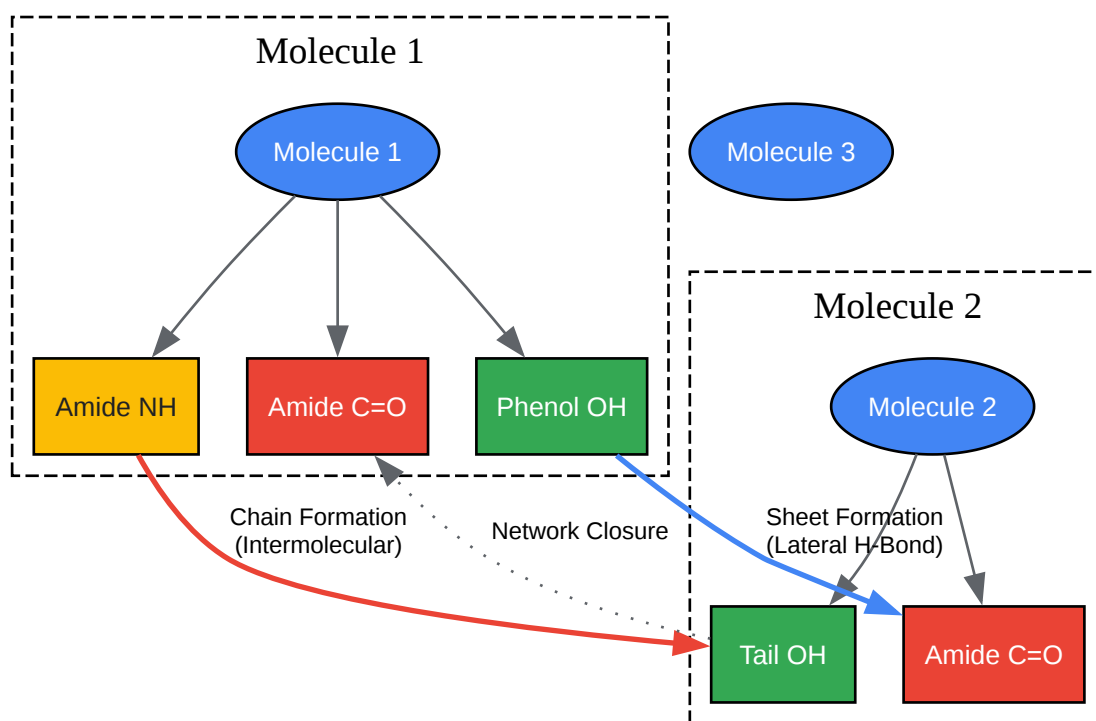 Molecule 1
Molecule 1
Molecule 3
Molecule 2
Amide NH
Amide C=O
Phenol OH
Molecule 2
Chain Formation
(Intermolecular)
Network Closure
Sheet Formation
(Lateral H-Bond)
Tail OH
Amide C=O